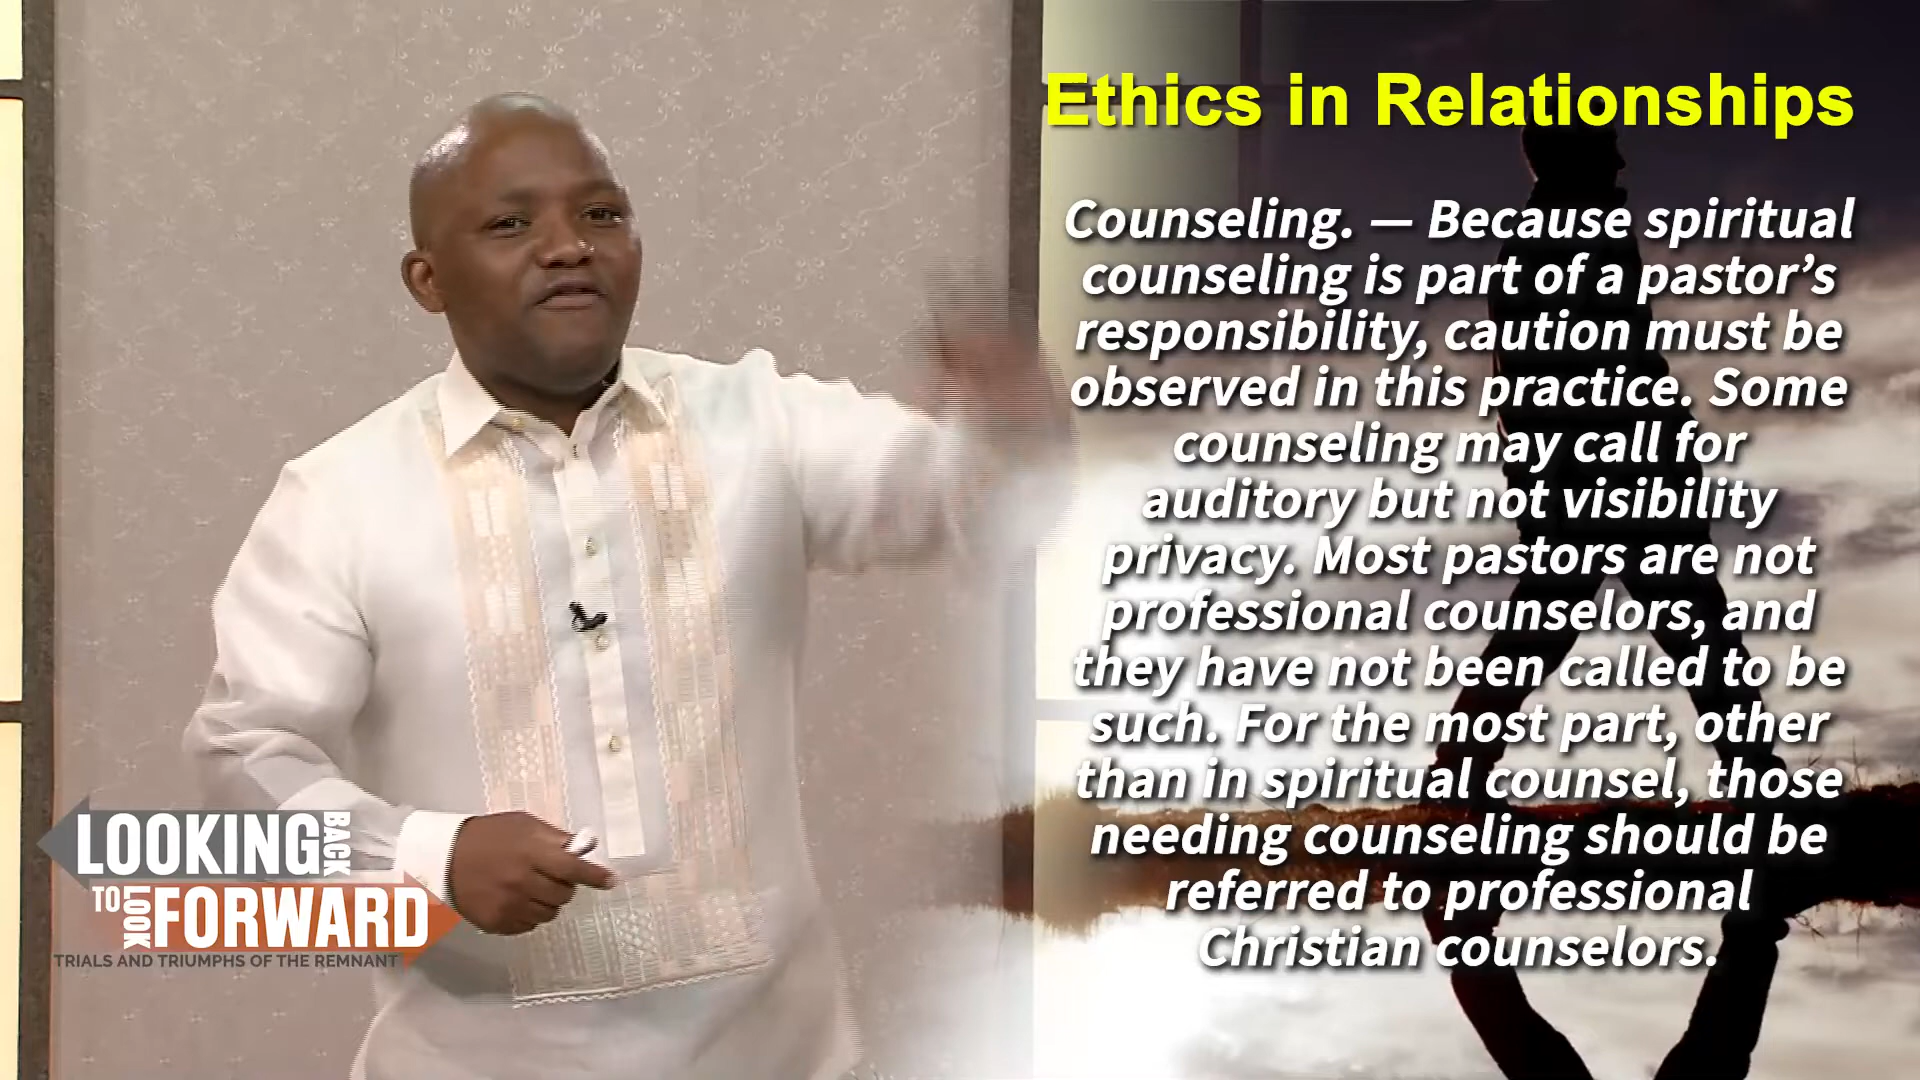 Ethics in Relationships
Counseling. — Because spiritual
counseling is part of a pastor’s
responsibility, caution must be
observed in this practice. Some
counseling may call for
auditory but not visibility
privacy. Most pastors are not
professional counselors, and
they have not been called to be
such. For the most part, other
than in spiritual counsel, those
needing counseling should be
referred to professional
Christian counselors.
LOOKING BACK
TO LOOK FORWARD
TRIALS AND TRIUMPHS OF THE REMNANT